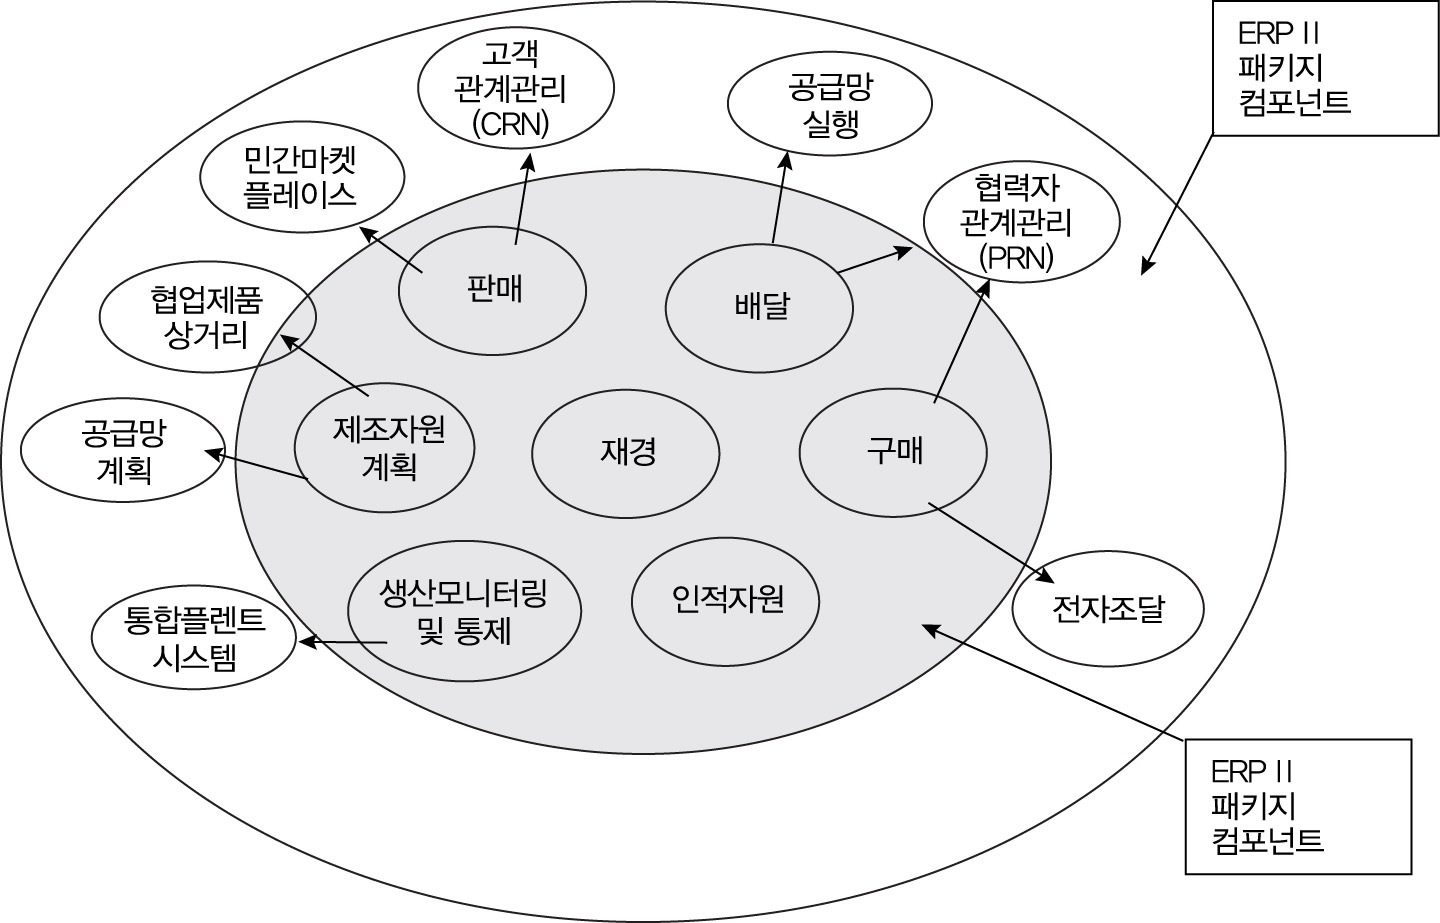 고객
관계관리
(CRN)
공급망
실행
ERP II
패키지
컴포넌트
민간마켓
플레이스
협력자
관계관리
(PRN)
협업제품
상거리
판매
배달
공급망
계획
제조자원
계획
재경
구매
생산모니터링
및 통제
인적자원
통합플렌트
시스템
전자조달
ERP II
패키지
컴포넌트